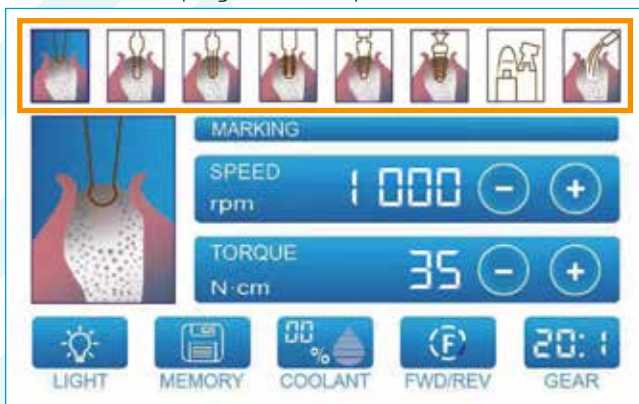 MARKING
SPEED
rpm
1000
TORQUE
N·cm
35
00
%
F
20:1
LIGHT
MEMORY
COOLANT
FWD/REV
GEAR